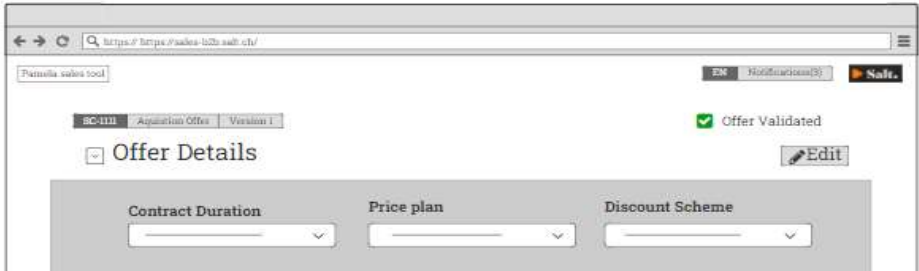 https:// https://sales-b2b.salt.ch/
Pamela sales tool
EN Notifications(3) Salt.
SC-1111 Aquistion Offer Version 1
Offer Validated
Offer Details
Edit
Contract Duration Price plan Discount Scheme